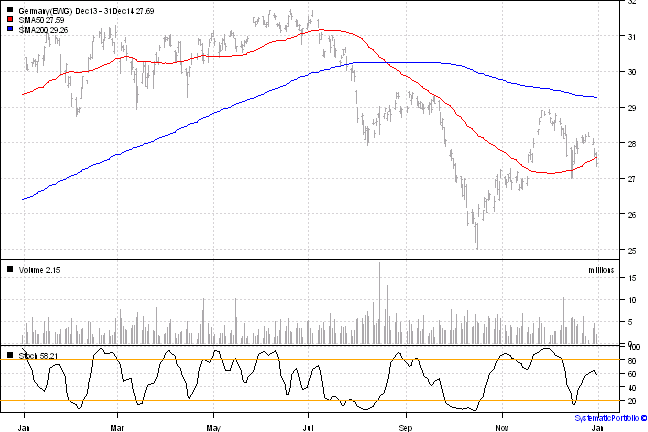 Germany(EWG) Dec13 - 31Dec14 27.69
SMA50 27.59
SMA200 29.26
32
31
30
29
28
27
26
25
Volume 2.15
millions
15
10
5
0
Stoch 58.21
100
80
60
40
20
Jan Mar May Jul Sep Nov Jan
SystematicPortfolio ©